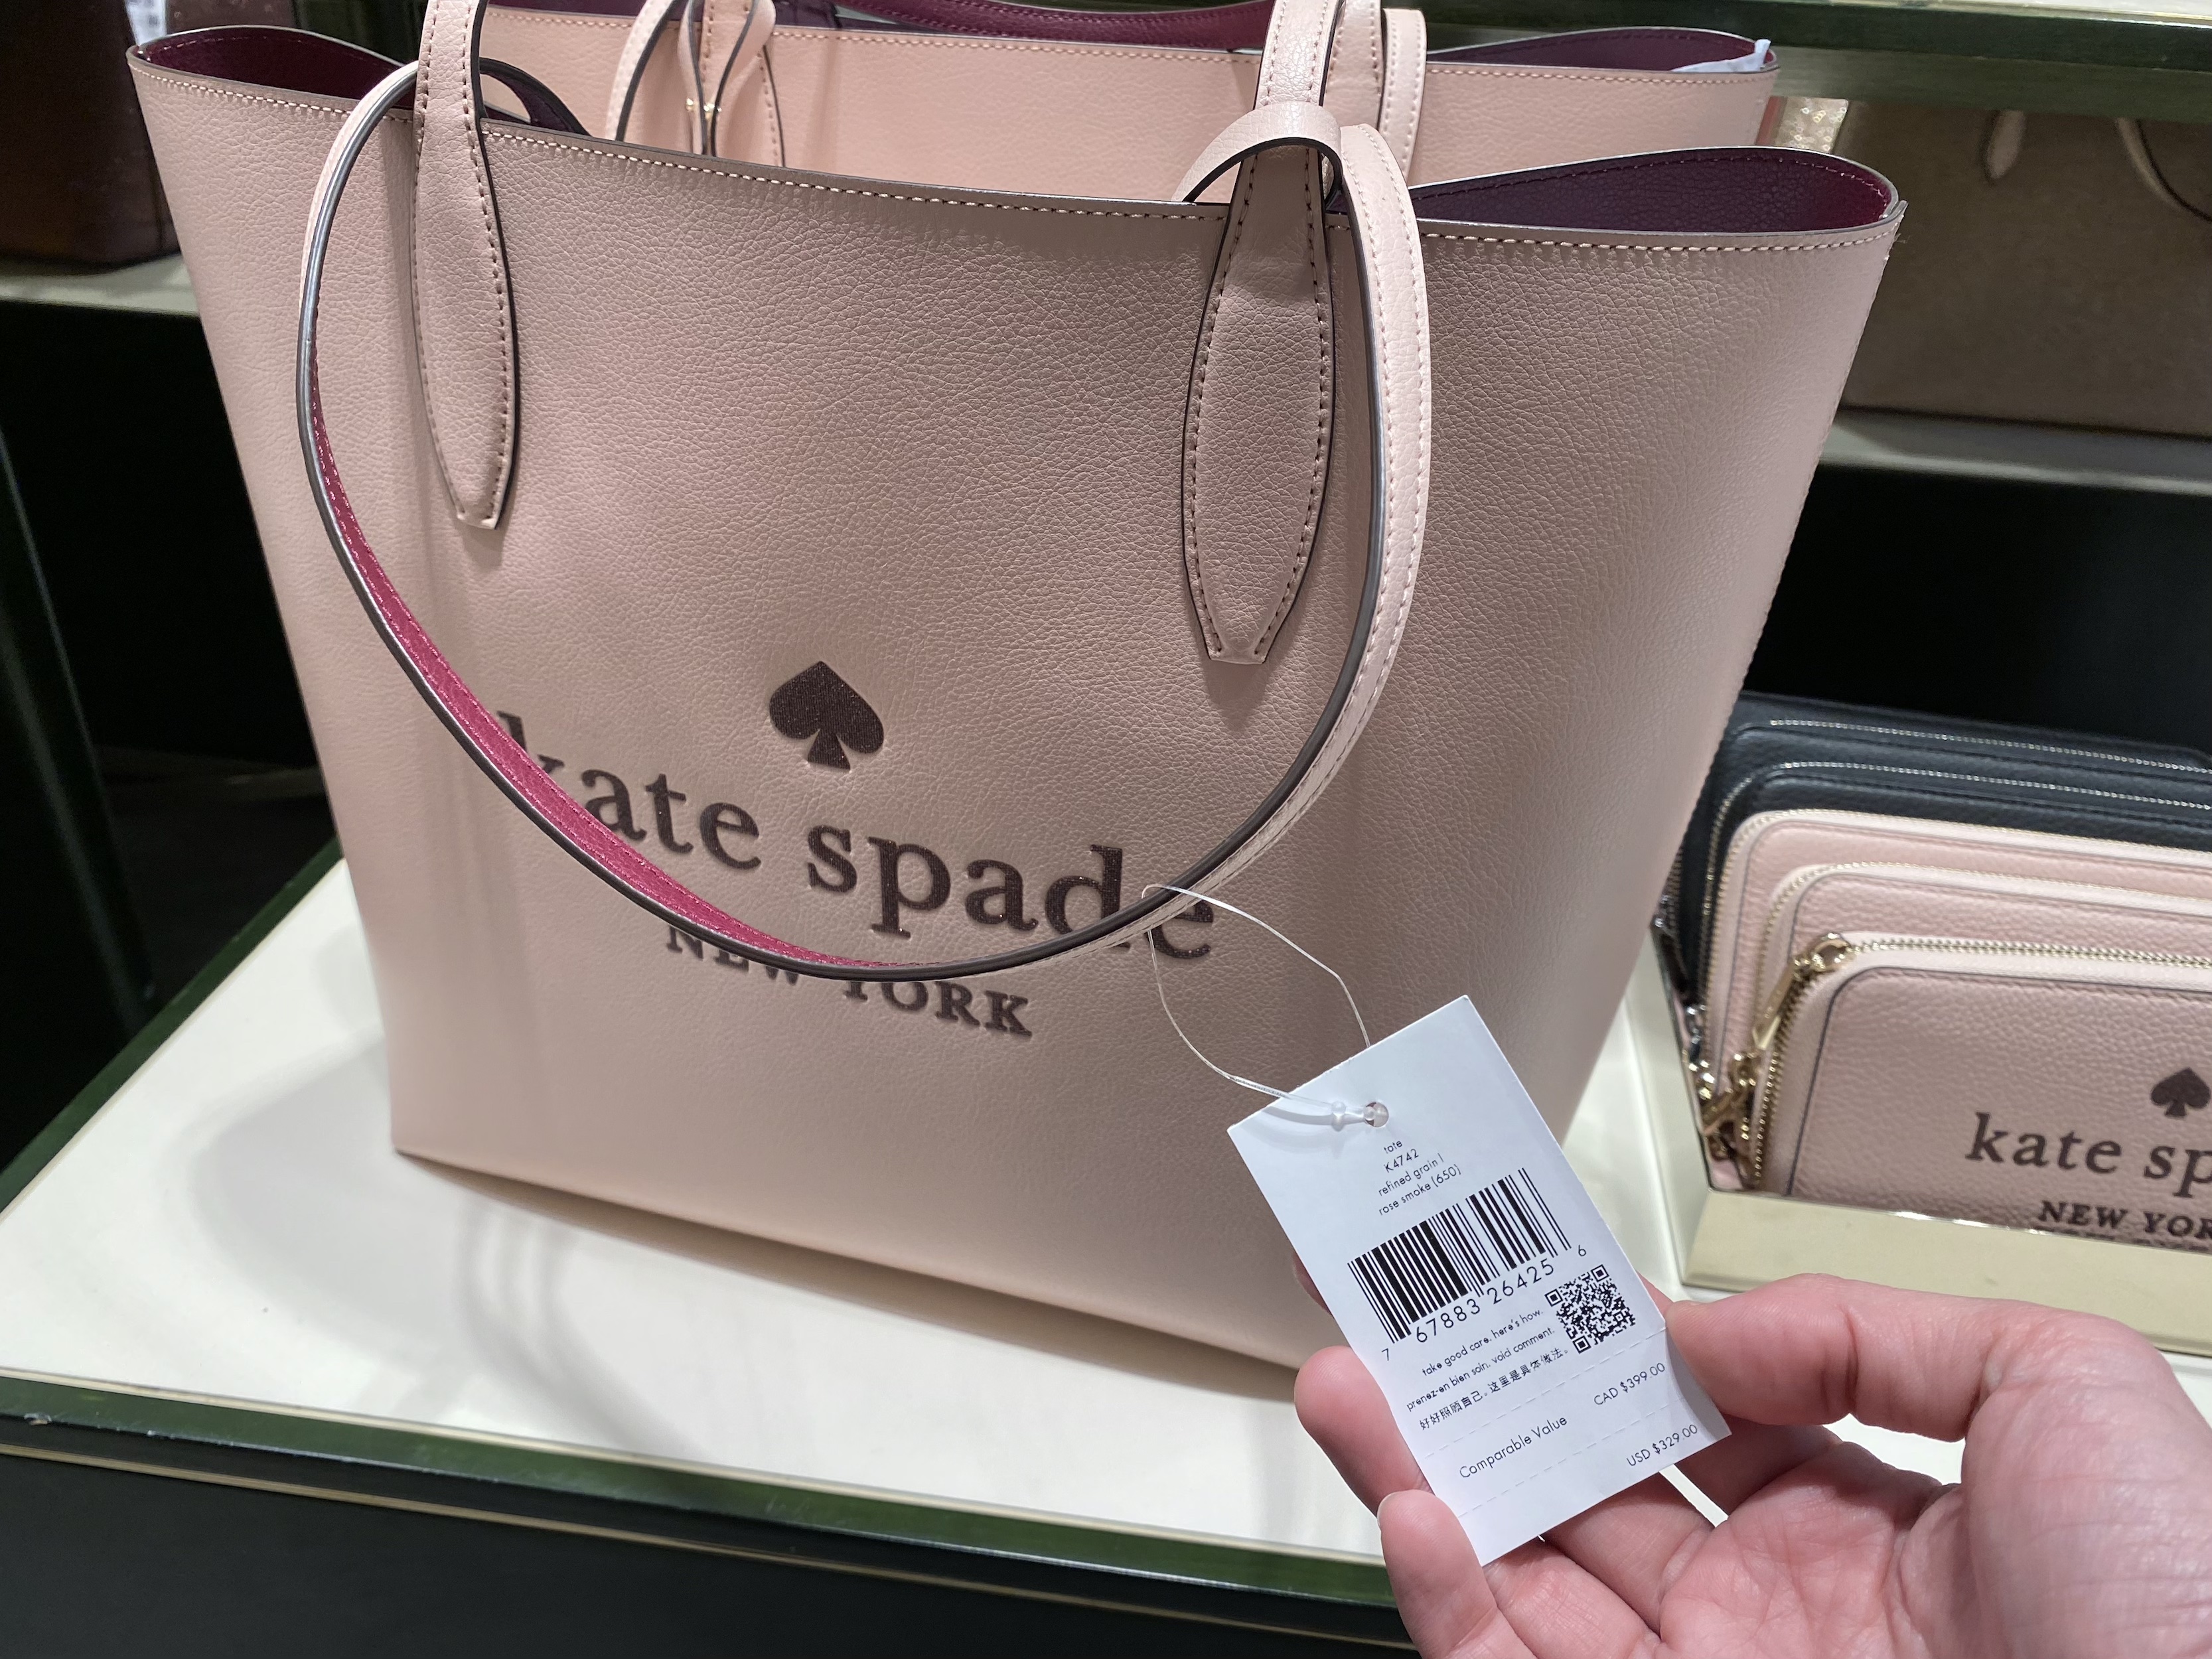 kate spade
NEW YORK
tote
K4742
refined grain l
rose smoke (650)
7 67883 26425 6
take good care. here's how.
prenez-en bien soin. voici comment.
好好照顾自己。这里是具体做法。
Comparable Value CAD $399.00
USD $329.00
kate sp
NEW YOR